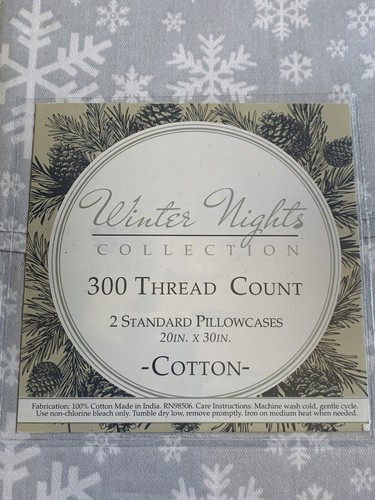 Winter Nights
COLLECTION
300 THREAD COUNT
2 STANDARD PILLOWCASES
20IN. X 30IN.
-COTTON-
Fabrication: 100% Cotton Made in India. RN98506. Care Instructions: Machine wash cold, gentle cycle.
Use non-chlorine bleach only. Tumble dry low, remove promptly. Iron on medium heat when needed.